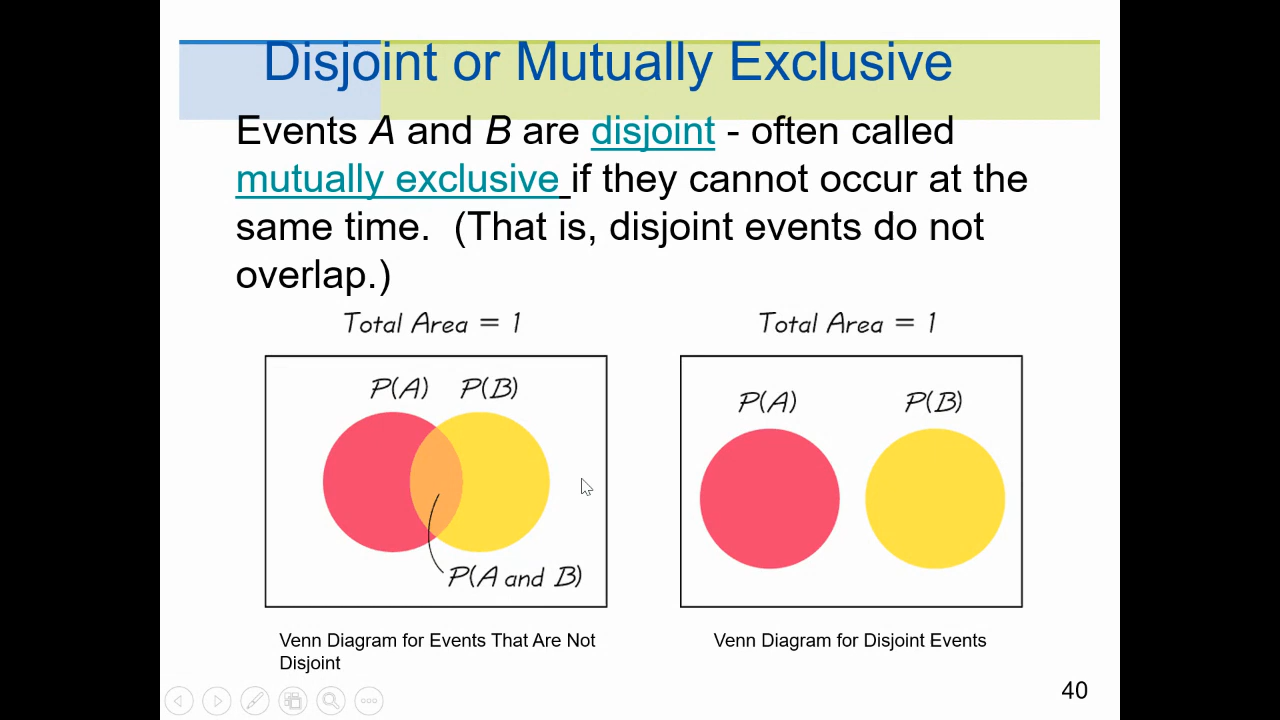 Disjoint or Mutually Exclusive
Events A and B are disjoint - often called
mutually exclusive if they cannot occur at the
same time.  (That is, disjoint events do not
overlap.)
Total Area = 1
P(A) P(B)
P(A and B)
Venn Diagram for Events That Are Not
Disjoint
Total Area = 1
P(A) P(B)
Venn Diagram for Disjoint Events
40